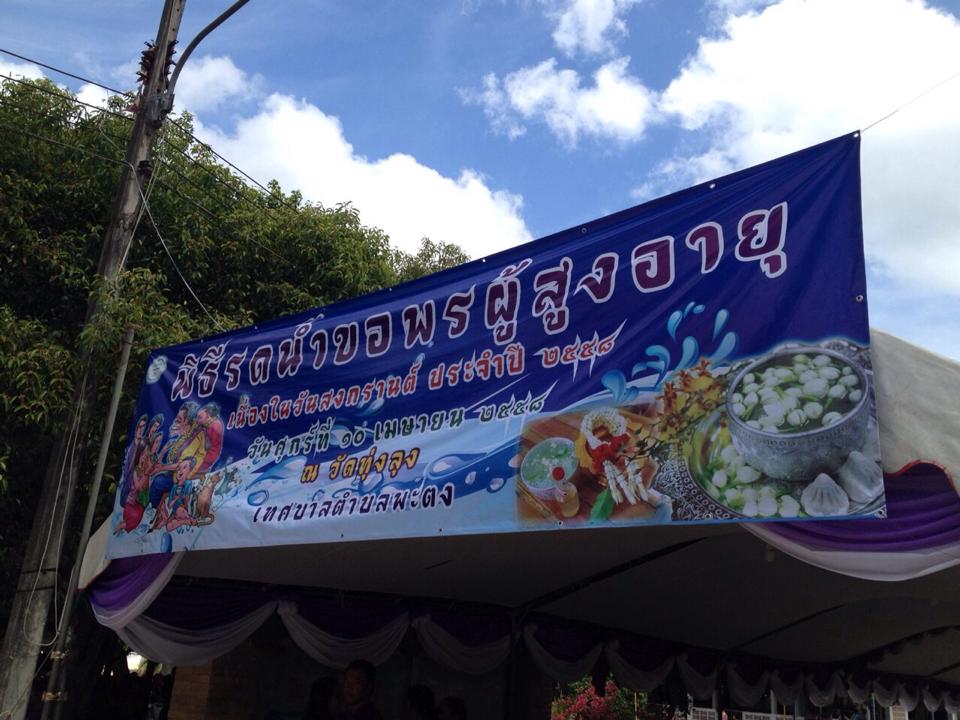 พิธีรดน้ำขอพรผู้สูงอายุ
เนื่องในวันสงกรานต์ ประจำปี ๒๕๕๘
วันศุกร์ที่ ๑๐ เมษายน ๒๕๕๘
ณ วัดทุ่งลุง
เทศบาลตำบลพะตง